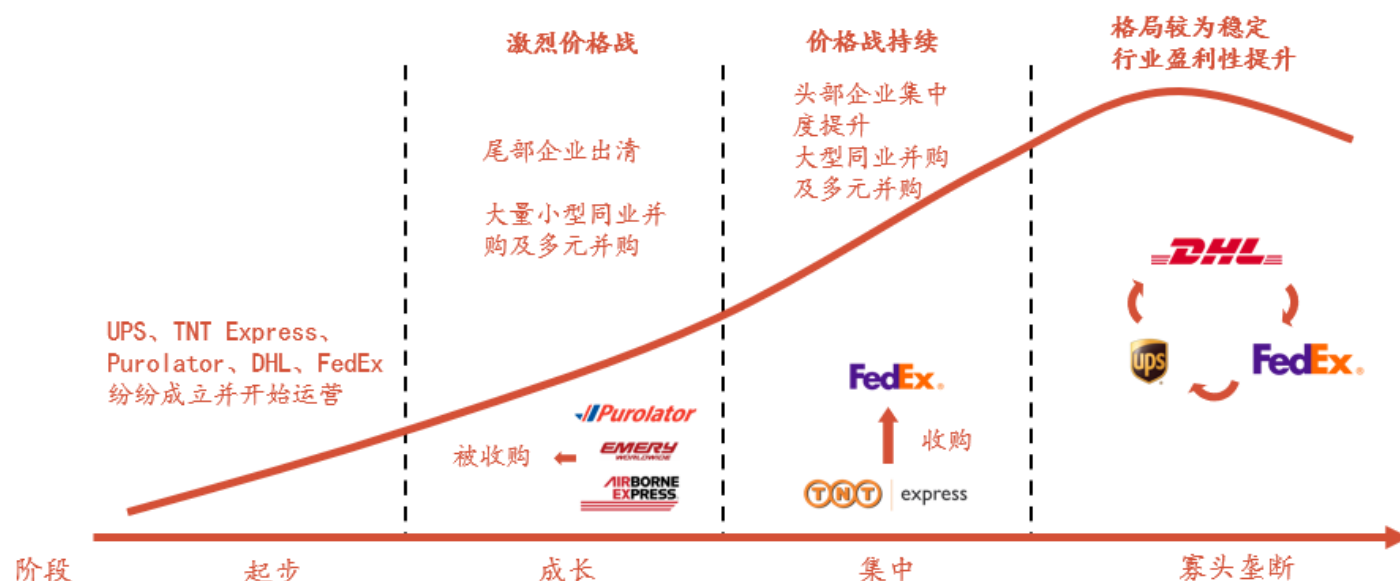 激烈价格战
价格战持续
格局较为稳定
行业盈利性提升
头部企业集中
度提升
大型同业并购
及多元并购
尾部企业出清
大量小型同业并
购及多元并购
UPS、TNT Express、
Purolator、DHL、FedEx
纷纷成立并开始运营
Purolator
EMERY
WORLDWIDE
AIRBORNE
EXPRESS
被收购
FedEx®
收购
TNT express
DHL
ups
FedEx®
阶段
起步
成长
集中
寡头垄断